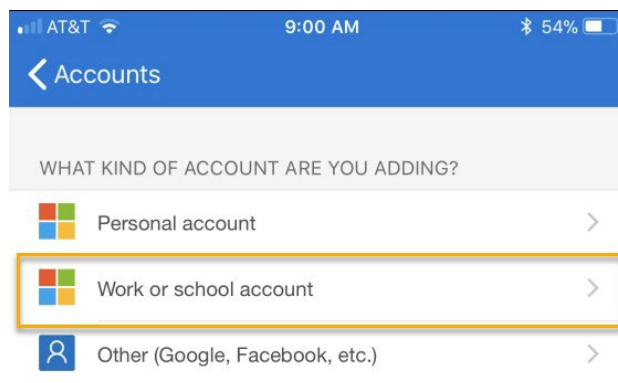 AT&T 9:00 AM 54%
Accounts
WHAT KIND OF ACCOUNT ARE YOU ADDING?
Personal account
Work or school account
Other (Google, Facebook, etc.)